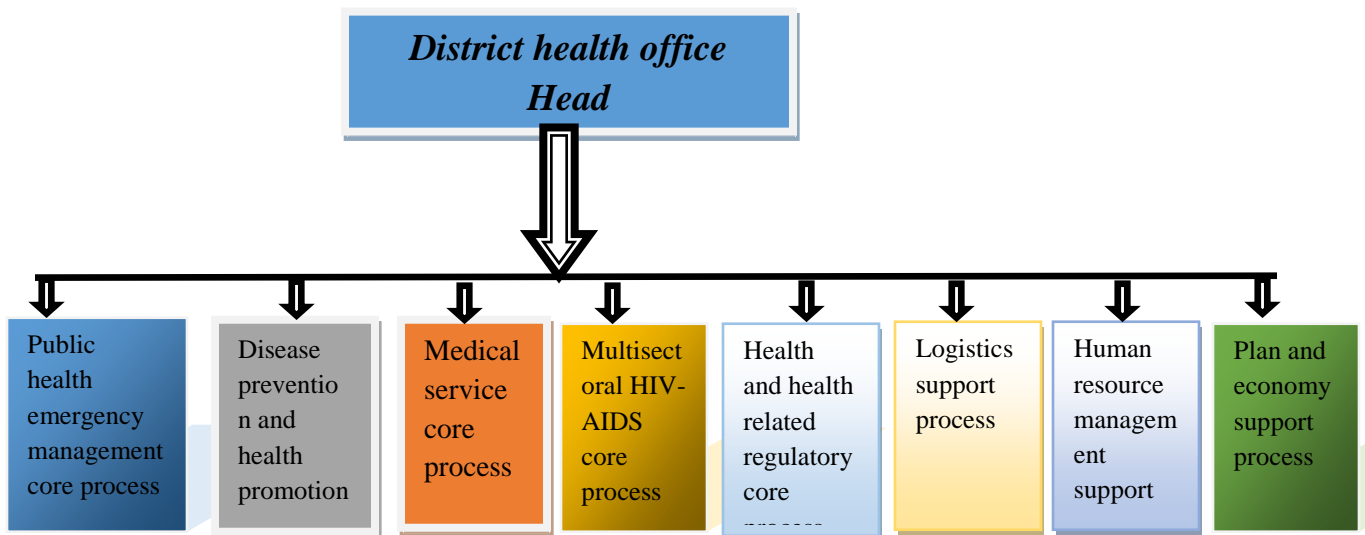 District health office
Head
Public
health
emergency
management
core process
Disease
preventio
n and
health
promotion
Medical
service
core
process
Multisect
oral HIV-
AIDS
core
process
Health
and health
related
regulatory
core
process
Logistics
support
process
Human
resource
managem
ent
support
Plan and
economy
support
process